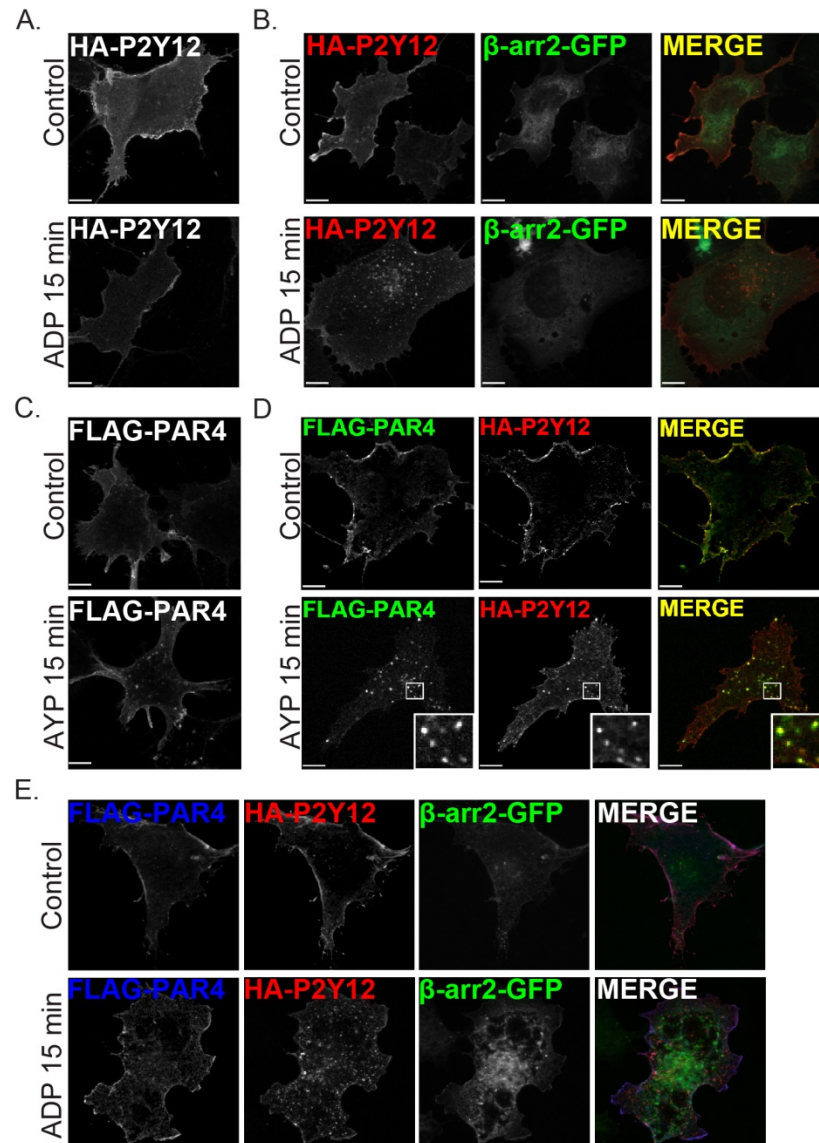 A.
B.
HA-P2Y12
HA-P2Y12
β-arr2-GFP
MERGE
Control
Control
HA-P2Y12
HA-P2Y12
β-arr2-GFP
MERGE
ADP 15 min
ADP 15 min
C.
D.
FLAG-PAR4
FLAG-PAR4
HA-P2Y12
MERGE
Control
Control
FLAG-PAR4
FLAG-PAR4
HA-P2Y12
MERGE
AYP 15 min
AYP 15 min
E.
FLAG-PAR4
HA-P2Y12
β-arr2-GFP
MERGE
Control
FLAG-PAR4
HA-P2Y12
β-arr2-GFP
MERGE
ADP 15 min